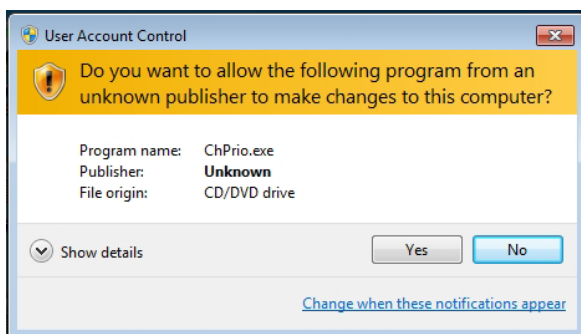 User Account Control
Do you want to allow the following program from an
unknown publisher to make changes to this computer?
Program name: ChPrio.exe
Publisher: Unknown
File origin: CD/DVD drive
Show details Yes No
Change when these notifications appear